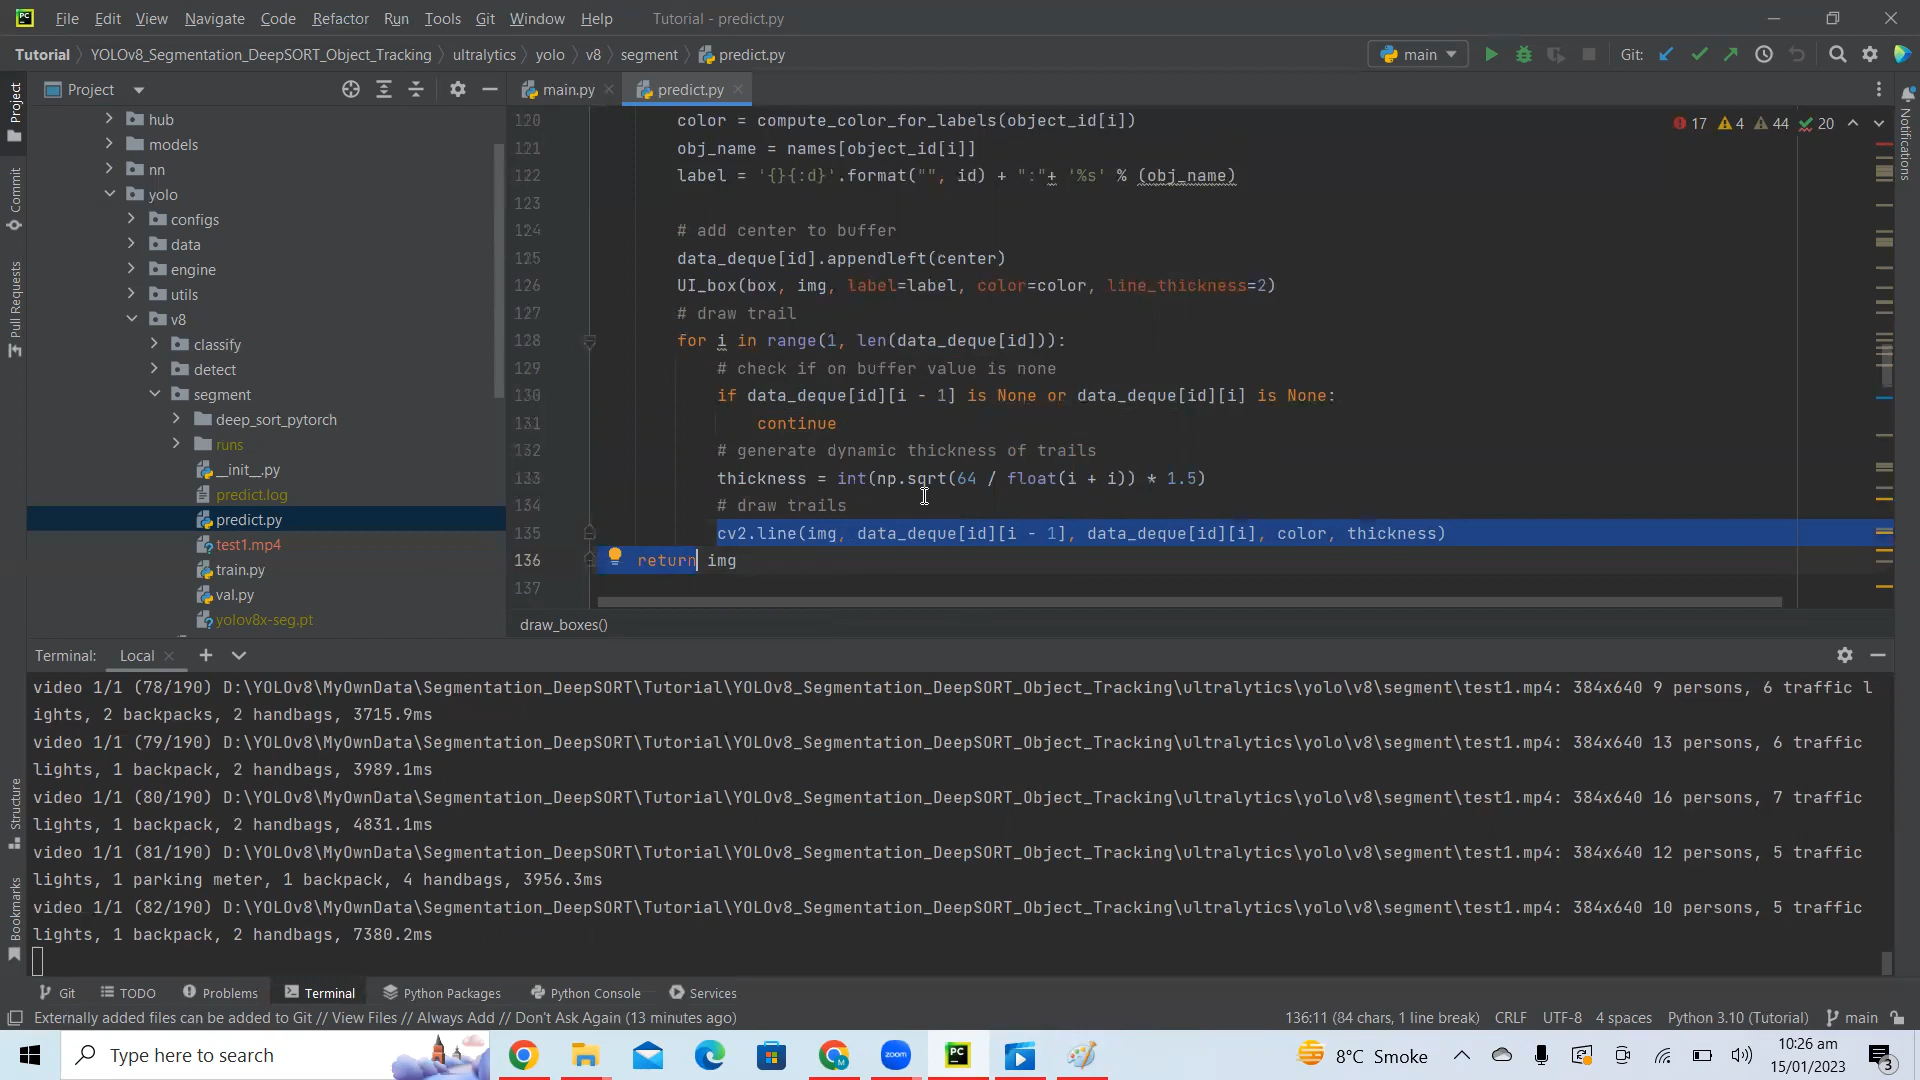 File Edit View Navigate Code Refactor Run Tools Git Window Help Tutorial - predict.py
Tutorial YOLOv8_Segmentation_DeepSORT_Object_Tracking ultralytics yolo v8 segment predict.py main Git:
Project main.py predict.py
Project
Commit
Pull Requests
Structure
Bookmarks
Notifications
hub
models
nn
yolo
configs
data
engine
utils
v8
classify
detect
segment
deep_sort_pytorch
runs
__init__.py
predict.log
predict.py
test1.mp4
train.py
val.py
yolov8x-seg.pt
17 4 44 20
120 color = compute_color_for_labels(object_id[i])
121 obj_name = names[object_id[i]]
122 label = '{}{:d}'.format("", id) + ":"+ '%s' % (obj_name)
123
124 # add center to buffer
125 data_deque[id].appendleft(center)
126 UI_box(box, img, label=label, color=color, line_thickness=2)
127 # draw trail
128 for i in range(1, len(data_deque[id])):
129 # check if on buffer value is none
130 if data_deque[id][i - 1] is None or data_deque[id][i] is None:
131 continue
132 # generate dynamic thickness of trails
133 thickness = int(np.sqrt(64 / float(i + i)) * 1.5)
134 # draw trails
135 cv2.line(img, data_deque[id][i - 1], data_deque[id][i], color, thickness)
136 return img
137
draw_boxes()
Terminal: Local
video 1/1 (78/190) D:\YOLOv8\MyOwnData\Segmentation_DeepSORT\Tutorial\YOLOv8_Segmentation_DeepSORT_Object_Tracking\ultralytics\yolo\v8\segment\test1.mp4: 384x640 9 persons, 6 traffic l
ights, 2 backpacks, 2 handbags, 3715.9ms
video 1/1 (79/190) D:\YOLOv8\MyOwnData\Segmentation_DeepSORT\Tutorial\YOLOv8_Segmentation_DeepSORT_Object_Tracking\ultralytics\yolo\v8\segment\test1.mp4: 384x640 13 persons, 6 traffic
lights, 1 backpack, 2 handbags, 3989.1ms
video 1/1 (80/190) D:\YOLOv8\MyOwnData\Segmentation_DeepSORT\Tutorial\YOLOv8_Segmentation_DeepSORT_Object_Tracking\ultralytics\yolo\v8\segment\test1.mp4: 384x640 16 persons, 7 traffic
lights, 1 backpack, 2 handbags, 4831.1ms
video 1/1 (81/190) D:\YOLOv8\MyOwnData\Segmentation_DeepSORT\Tutorial\YOLOv8_Segmentation_DeepSORT_Object_Tracking\ultralytics\yolo\v8\segment\test1.mp4: 384x640 12 persons, 5 traffic
lights, 1 parking meter, 1 backpack, 4 handbags, 3956.3ms
video 1/1 (82/190) D:\YOLOv8\MyOwnData\Segmentation_DeepSORT\Tutorial\YOLOv8_Segmentation_DeepSORT_Object_Tracking\ultralytics\yolo\v8\segment\test1.mp4: 384x640 10 persons, 5 traffic
lights, 1 backpack, 2 handbags, 7380.2ms
Git TODO Problems Terminal Python Packages Python Console Services
Externally added files can be added to Git // View Files // Always Add // Don't Ask Again (13 minutes ago) 136:11 (84 chars, 1 line break) CRLF UTF-8 4 spaces Python 3.10 (Tutorial) main
Type here to search zoom PC 8°C Smoke 10:26 am
15/01/2023 3